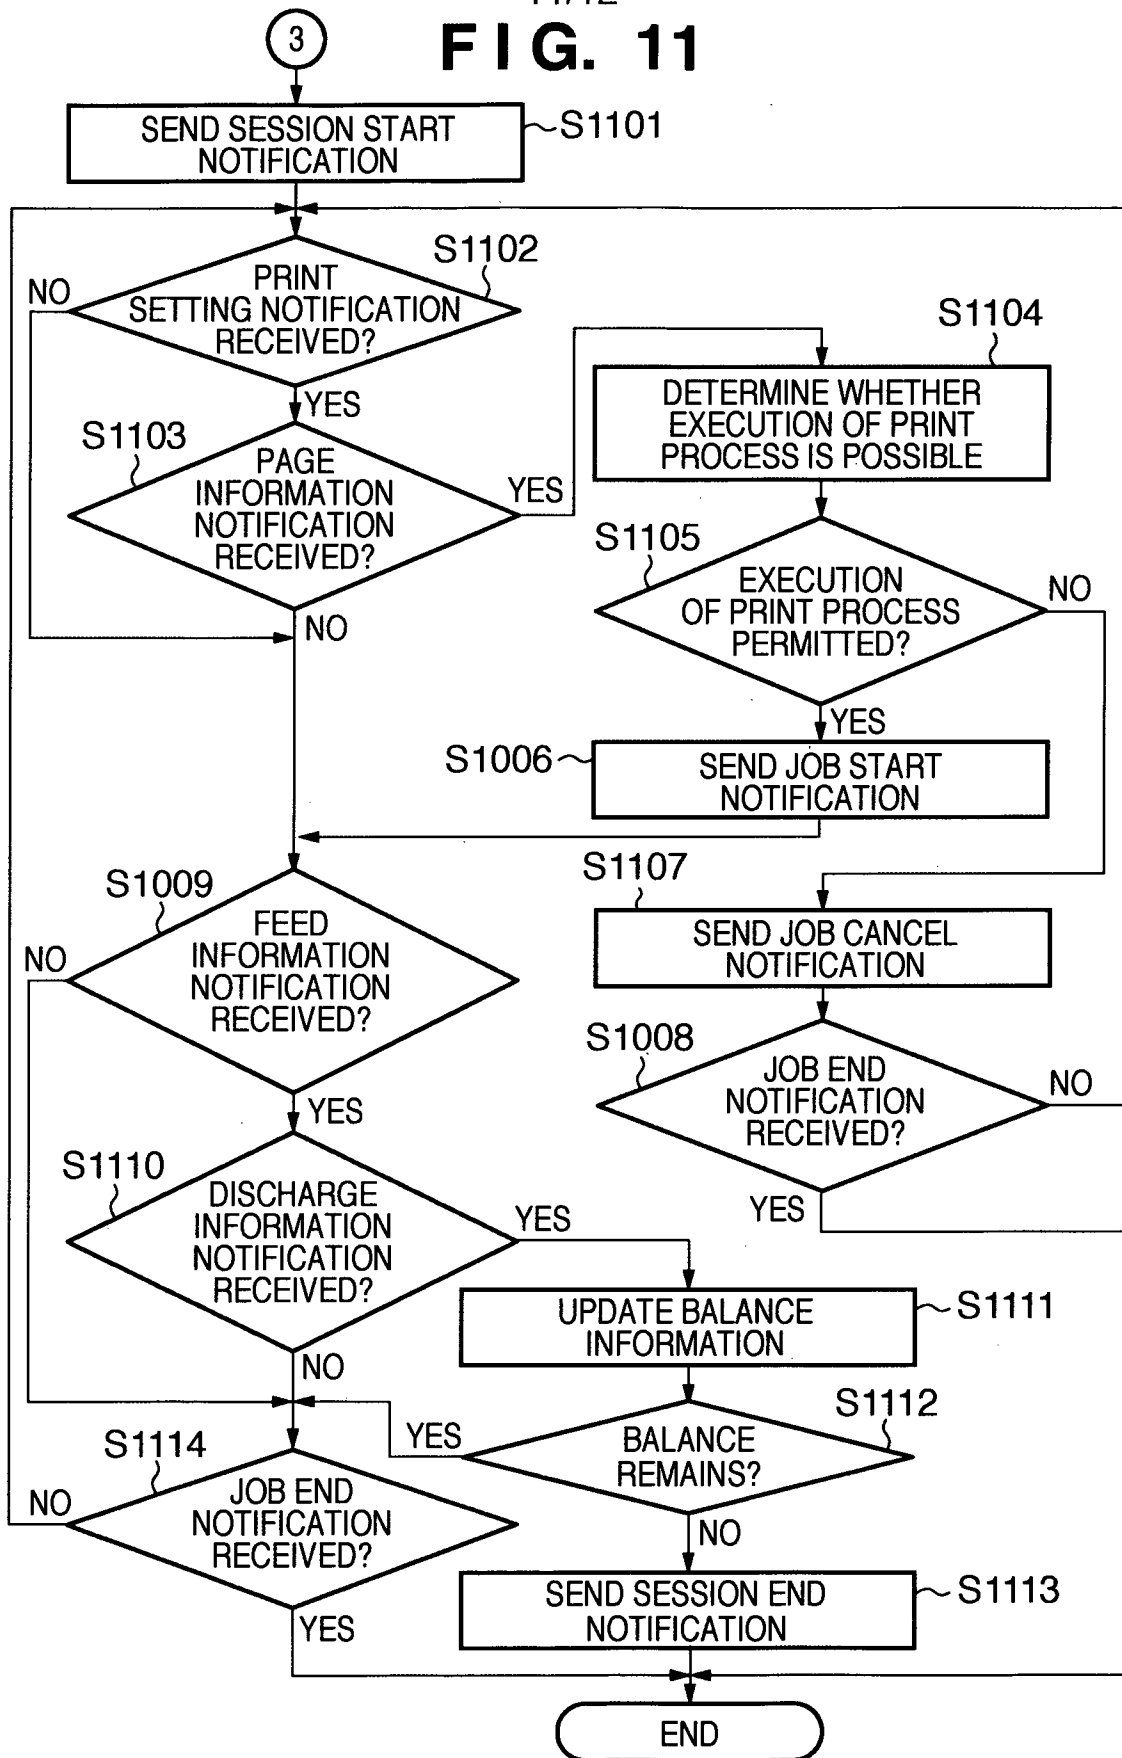 3
FIG. 11
SEND SESSION START
NOTIFICATION
S1101
S1102
PRINT
SETTING NOTIFICATION
RECEIVED?
NO
YES
S1103
PAGE
INFORMATION
NOTIFICATION
RECEIVED?
YES
NO
S1104
DETERMINE WHETHER
EXECUTION OF PRINT
PROCESS IS POSSIBLE
S1105
EXECUTION
OF PRINT PROCESS
PERMITTED?
NO
YES
S1006
SEND JOB START
NOTIFICATION
S1107
SEND JOB CANCEL
NOTIFICATION
S1008
JOB END
NOTIFICATION
RECEIVED?
NO
YES
S1009
FEED
INFORMATION
NOTIFICATION
RECEIVED?
NO
YES
S1110
DISCHARGE
INFORMATION
NOTIFICATION
RECEIVED?
YES
NO
UPDATE BALANCE
INFORMATION
S1111
S1112
BALANCE
REMAINS?
YES
NO
S1114
JOB END
NOTIFICATION
RECEIVED?
NO
YES
SEND SESSION END
NOTIFICATION
S1113
END